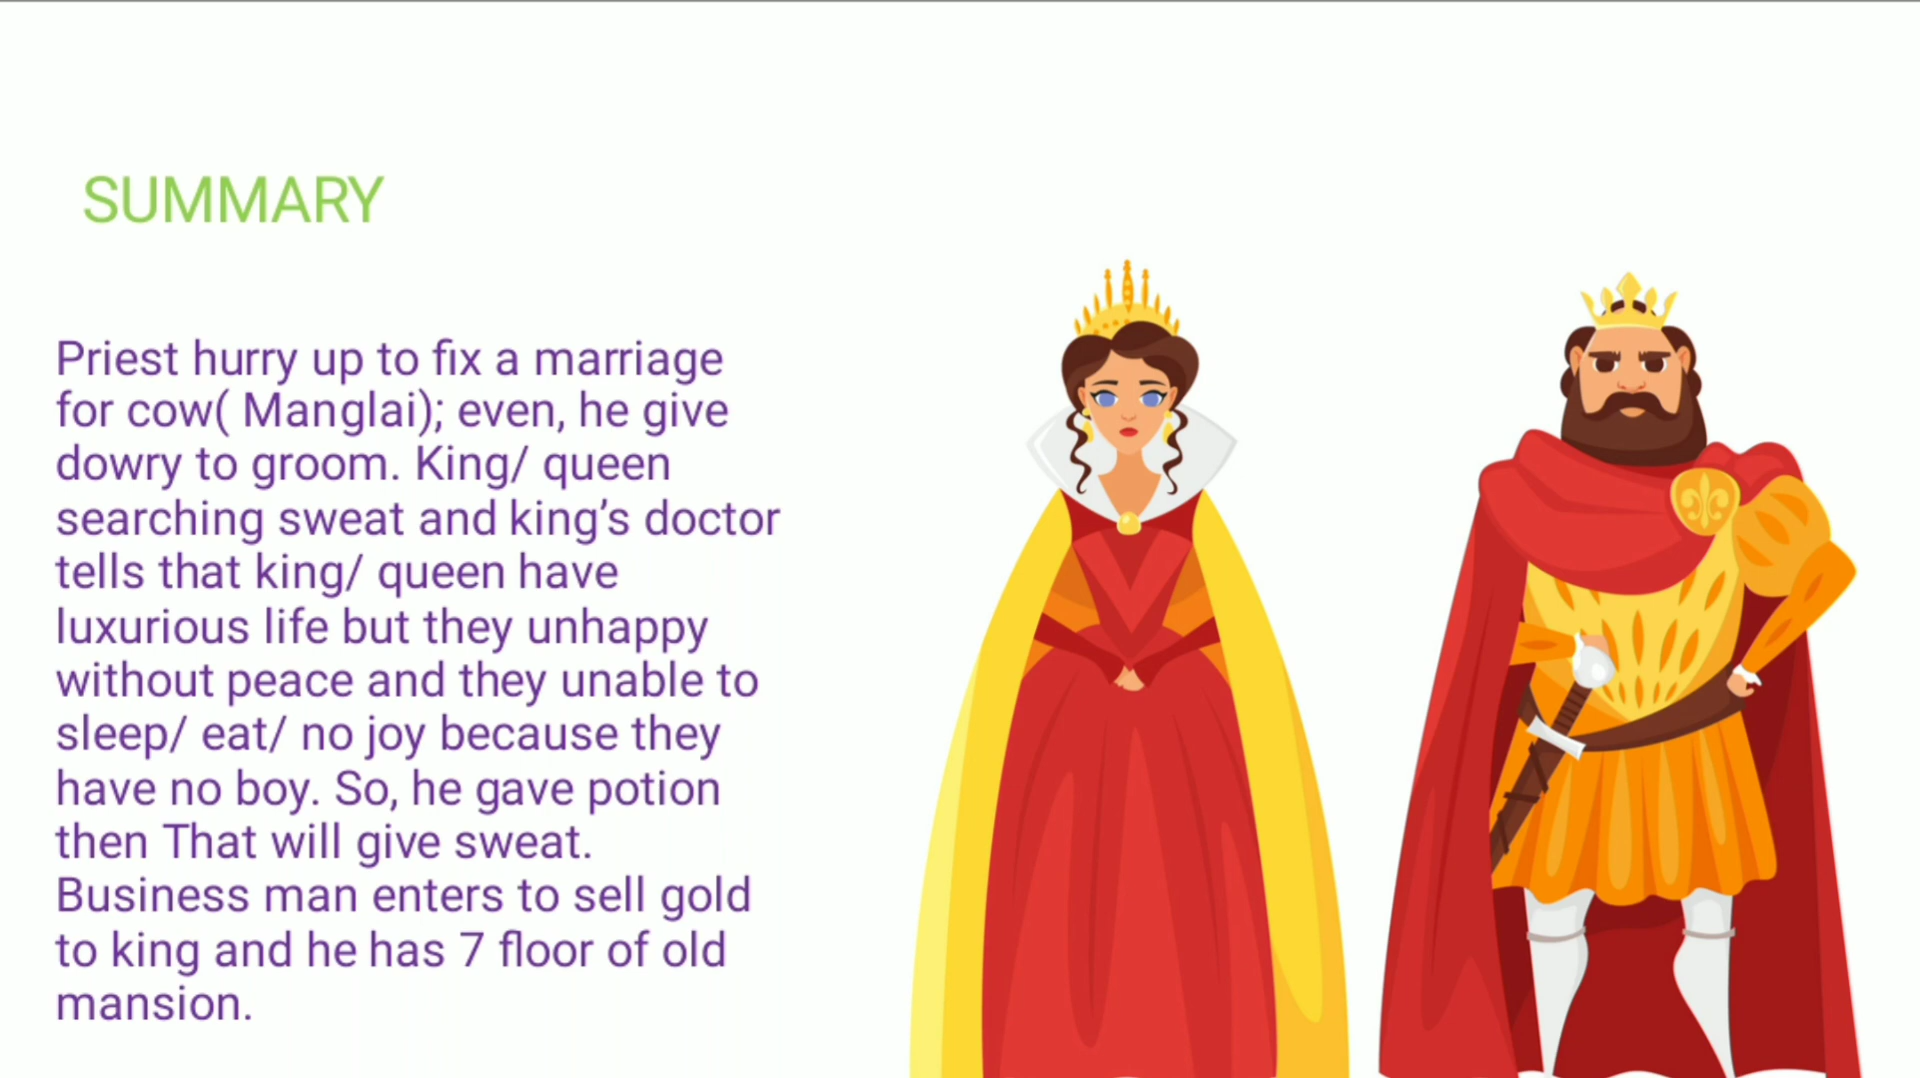 SUMMARY
Priest hurry up to fix a marriage
for cow( Manglai); even, he give
dowry to groom. King/ queen
searching sweat and king’s doctor
tells that king/ queen have
luxurious life but they unhappy
without peace and they unable to
sleep/ eat/ no joy because they
have no boy. So, he gave potion
then That will give sweat.
Business man enters to sell gold
to king and he has 7 floor of old
mansion.